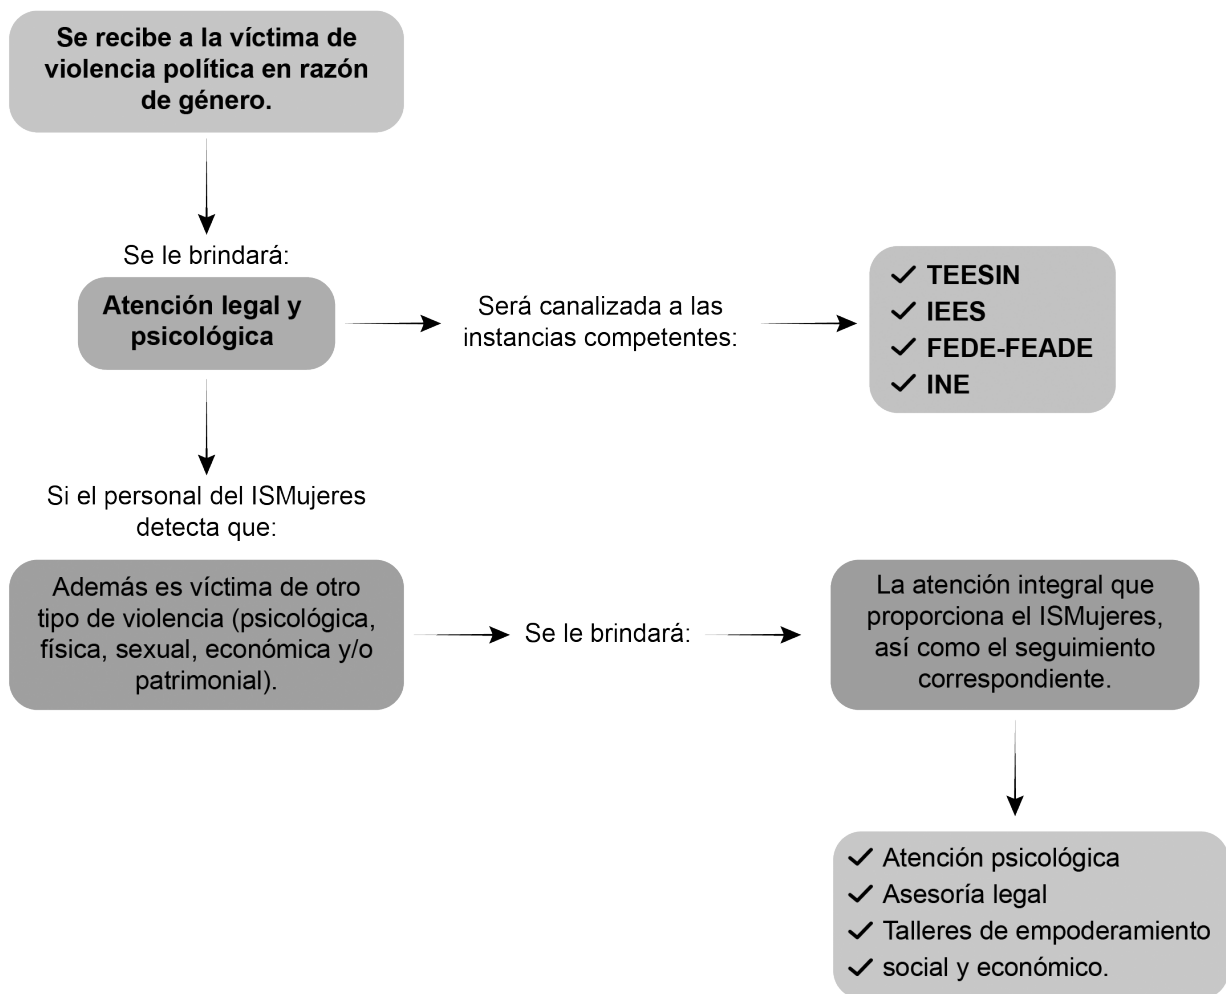 Se recibe a la víctima de
violencia política en razón
de género.
Se le brindará:
Atención legal y
psicológica
Será canalizada a las
instancias competentes:
✓ TEESIN
✓ IEES
✓ FEDE-FEADE
✓ INE
Si el personal del ISMujeres
detecta que:
Además es víctima de otro
tipo de violencia (psicológica,
física, sexual, económica y/o
patrimonial).
Se le brindará:
La atención integral que
proporciona el ISMujeres,
así como el seguimiento
correspondiente.
✓ Atención psicológica
✓ Asesoría legal
✓ Talleres de empoderamiento
✓ social y económico.